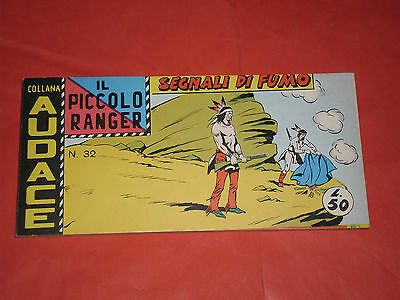 COLLANA
AUDACE
IL
PICCOLO
RANGER
N. 32
SEGNALI DI FUMO
L.
50